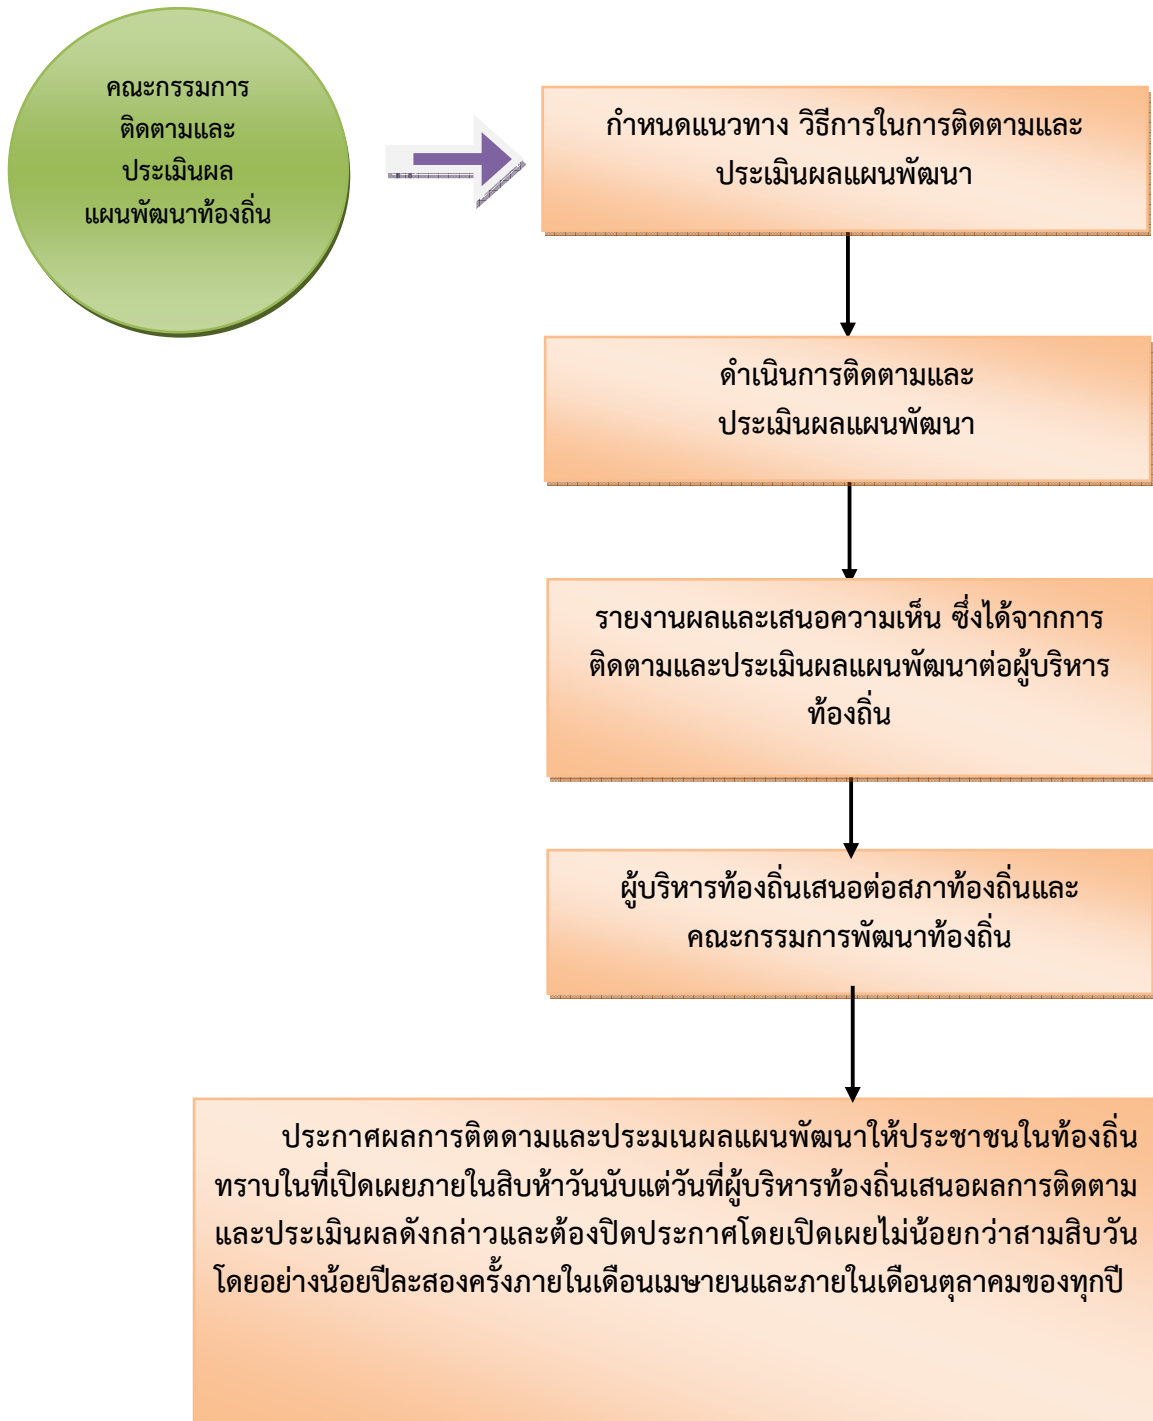 คณะกรรมการ
ติดตามและ
ประเมินผล
แผนพัฒนาท้องถิ่น
กำหนดแนวทาง วิธีการในการติดตามและ
ประเมินผลแผนพัฒนา
ดำเนินการติดตามและ
ประเมินผลแผนพัฒนา
รายงานผลและเสนอความเห็น ซึ่งได้จากการ
ติดตามและประเมินผลแผนพัฒนาต่อผู้บริหาร
ท้องถิ่น
ผู้บริหารท้องถิ่นเสนอต่อสภาท้องถิ่นและ
คณะกรรมการพัฒนาท้องถิ่น
ประกาศผลการติตดามและประมเนผลแผนพัฒนาให้ประชาชนในท้องถิ่น
ทราบในที่เปิดเผยภายในสิบห้าวันนับแต่วันที่ผู้บริหารท้องถิ่นเสนอผลการติดตาม
และประเมินผลดังกล่าวและต้องปิดประกาศโดยเปิดเผยไม่น้อยกว่าสามสิบวัน
โดยอย่างน้อยปีละสองครั้งภายในเดือนเมษายนและภายในเดือนตุลาคมของทุกปี